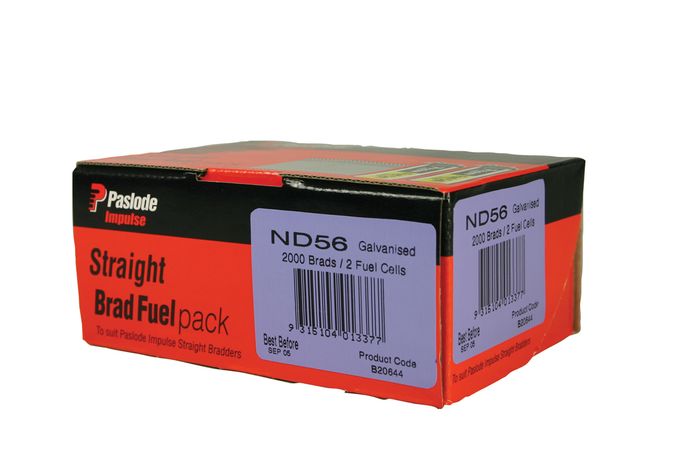 Paslode
Impulse
Straight
Brad Fuel pack
To suit Paslode Impulse Straight Bradders
ND56 Galvanised
2000 Brads / 2 Fuel Cells
9 315104 013377
Best Before
SEP 05
Product Code
B20644
ND56 Galvanised
2000 Brads / 2 Fuel Cells
9 315104 013377
Best Before
SEP 05
Product Code
B20644
To suit Paslode Impulse Straight Bradders